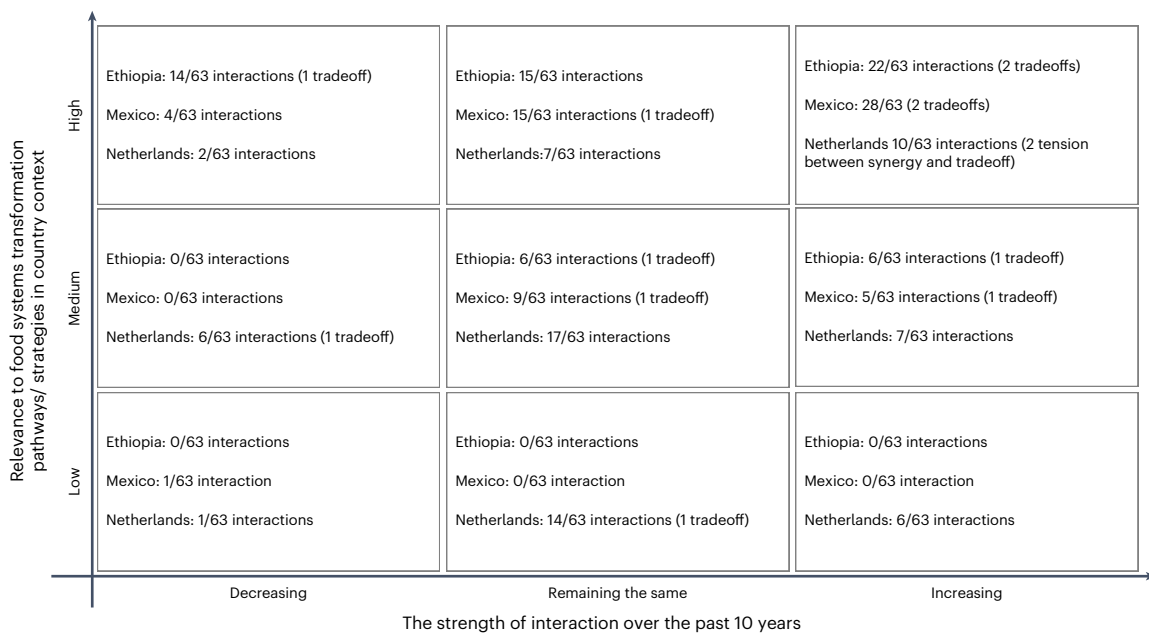 Relevance to food systems transformation
pathways/ strategies in country context
High
Ethiopia: 14/63 interactions (1 tradeoff)
Mexico: 4/63 interactions
Netherlands: 2/63 interactions
Ethiopia: 15/63 interactions
Mexico: 15/63 interactions (1 tradeoff)
Netherlands:7/63 interactions
Ethiopia: 22/63 interactions (2 tradeoffs)
Mexico: 28/63 (2 tradeoffs)
Netherlands 10/63 interactions (2 tension
between synergy and tradeoff)
Medium
Ethiopia: 0/63 interactions
Mexico: 0/63 interactions
Netherlands: 6/63 interactions (1 tradeoff)
Ethiopia: 6/63 interactions (1 tradeoff)
Mexico: 9/63 interactions (1 tradeoff)
Netherlands: 17/63 interactions
Ethiopia: 6/63 interactions (1 tradeoff)
Mexico: 5/63 interactions (1 tradeoff)
Netherlands: 7/63 interactions
Low
Ethiopia: 0/63 interactions
Mexico: 1/63 interaction
Netherlands: 1/63 interactions
Ethiopia: 0/63 interactions
Mexico: 0/63 interaction
Netherlands: 14/63 interactions (1 tradeoff)
Ethiopia: 0/63 interactions
Mexico: 0/63 interaction
Netherlands: 6/63 interactions
Decreasing
Remaining the same
Increasing
The strength of interaction over the past 10 years